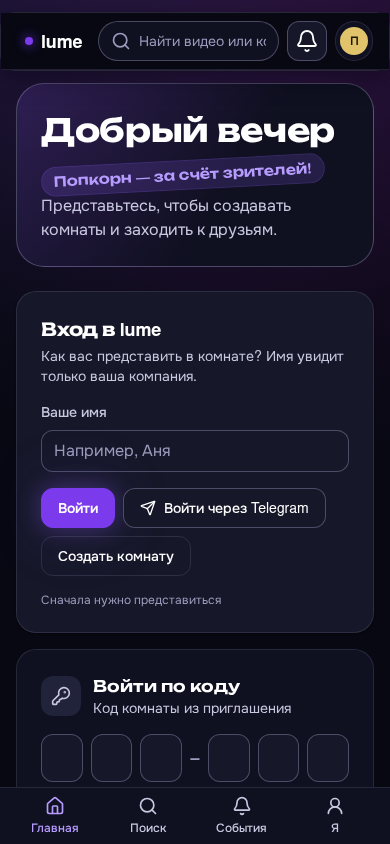 lume
Найти видео или кс
П
Добрый вечер
Попкорн — за счёт зрителей!
Представьтесь, чтобы создавать
комнаты и заходить к друзьям.
Вход в lume
Как вас представить в комнате? Имя увидит
только ваша компания.
Ваше имя
Например, Аня
Войти
Войти через Telegram
Создать комнату
Сначала нужно представиться
Войти по коду
Код комнаты из приглашения
–
Главная
Поиск
События
Я